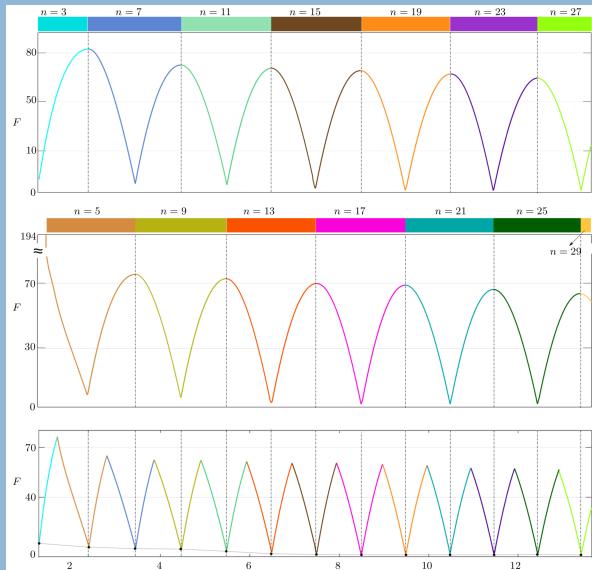 n = 3 n = 7 n = 11 n = 15 n = 19 n = 23 n = 27
80
50
F
10
0
n = 5 n = 9 n = 13 n = 17 n = 21 n = 25
194
≈
n = 29
70
F
30
0
70
F
40
0
2 4 6 8 10 12